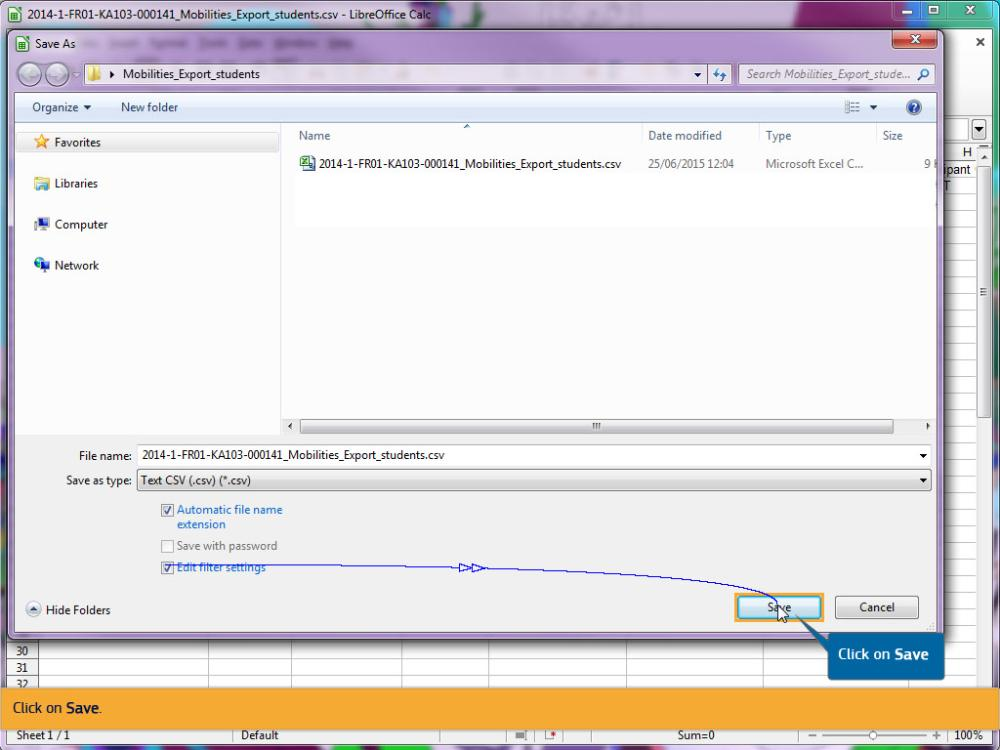 2014-1-FR01-KA103-000141_Mobilities_Export_students.csv - LibreOffice Calc
Save As
Mobilities_Export_students
Search Mobilities_Export_stude...
Organize
New folder
Name
Date modified
Type
Size
Favorites
2014-1-FR01-KA103-000141_Mobilities_Export_students.csv
25/06/2015 12:04
Microsoft Excel C...
9
H
ipant
T
Libraries
Computer
Network
File name:
2014-1-FR01-KA103-000141_Mobilities_Export_students.csv
Save as type:
Text CSV (.csv) (*.csv)
Automatic file name
extension
Save with password
Edit filter settings
Hide Folders
Save
Cancel
Click on Save
30
31
32
Click on Save.
Sheet 1 / 1
Default
Sum=0
100%